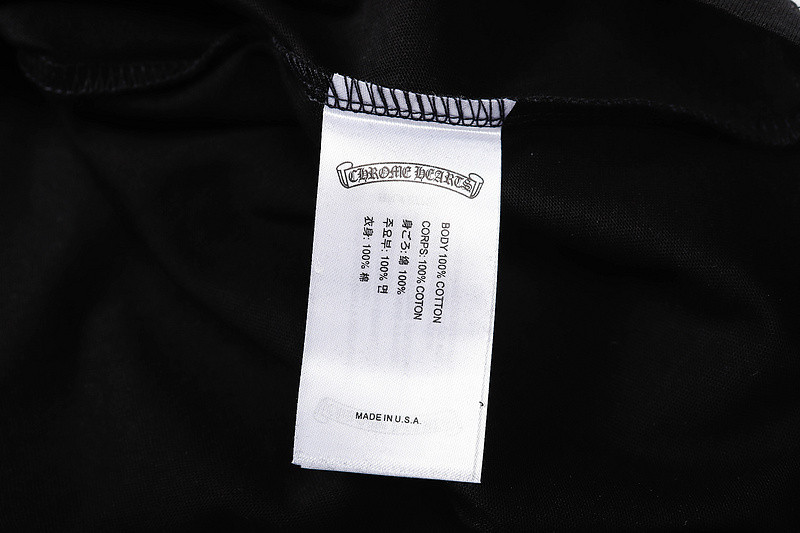 CHROME HEARTS
BODY 100% COTTON
CORPS: 100% COTON
身ごろ: 綿 100%
주요부: 100% 면
衣身: 100% 棉
MADE IN U.S.A.